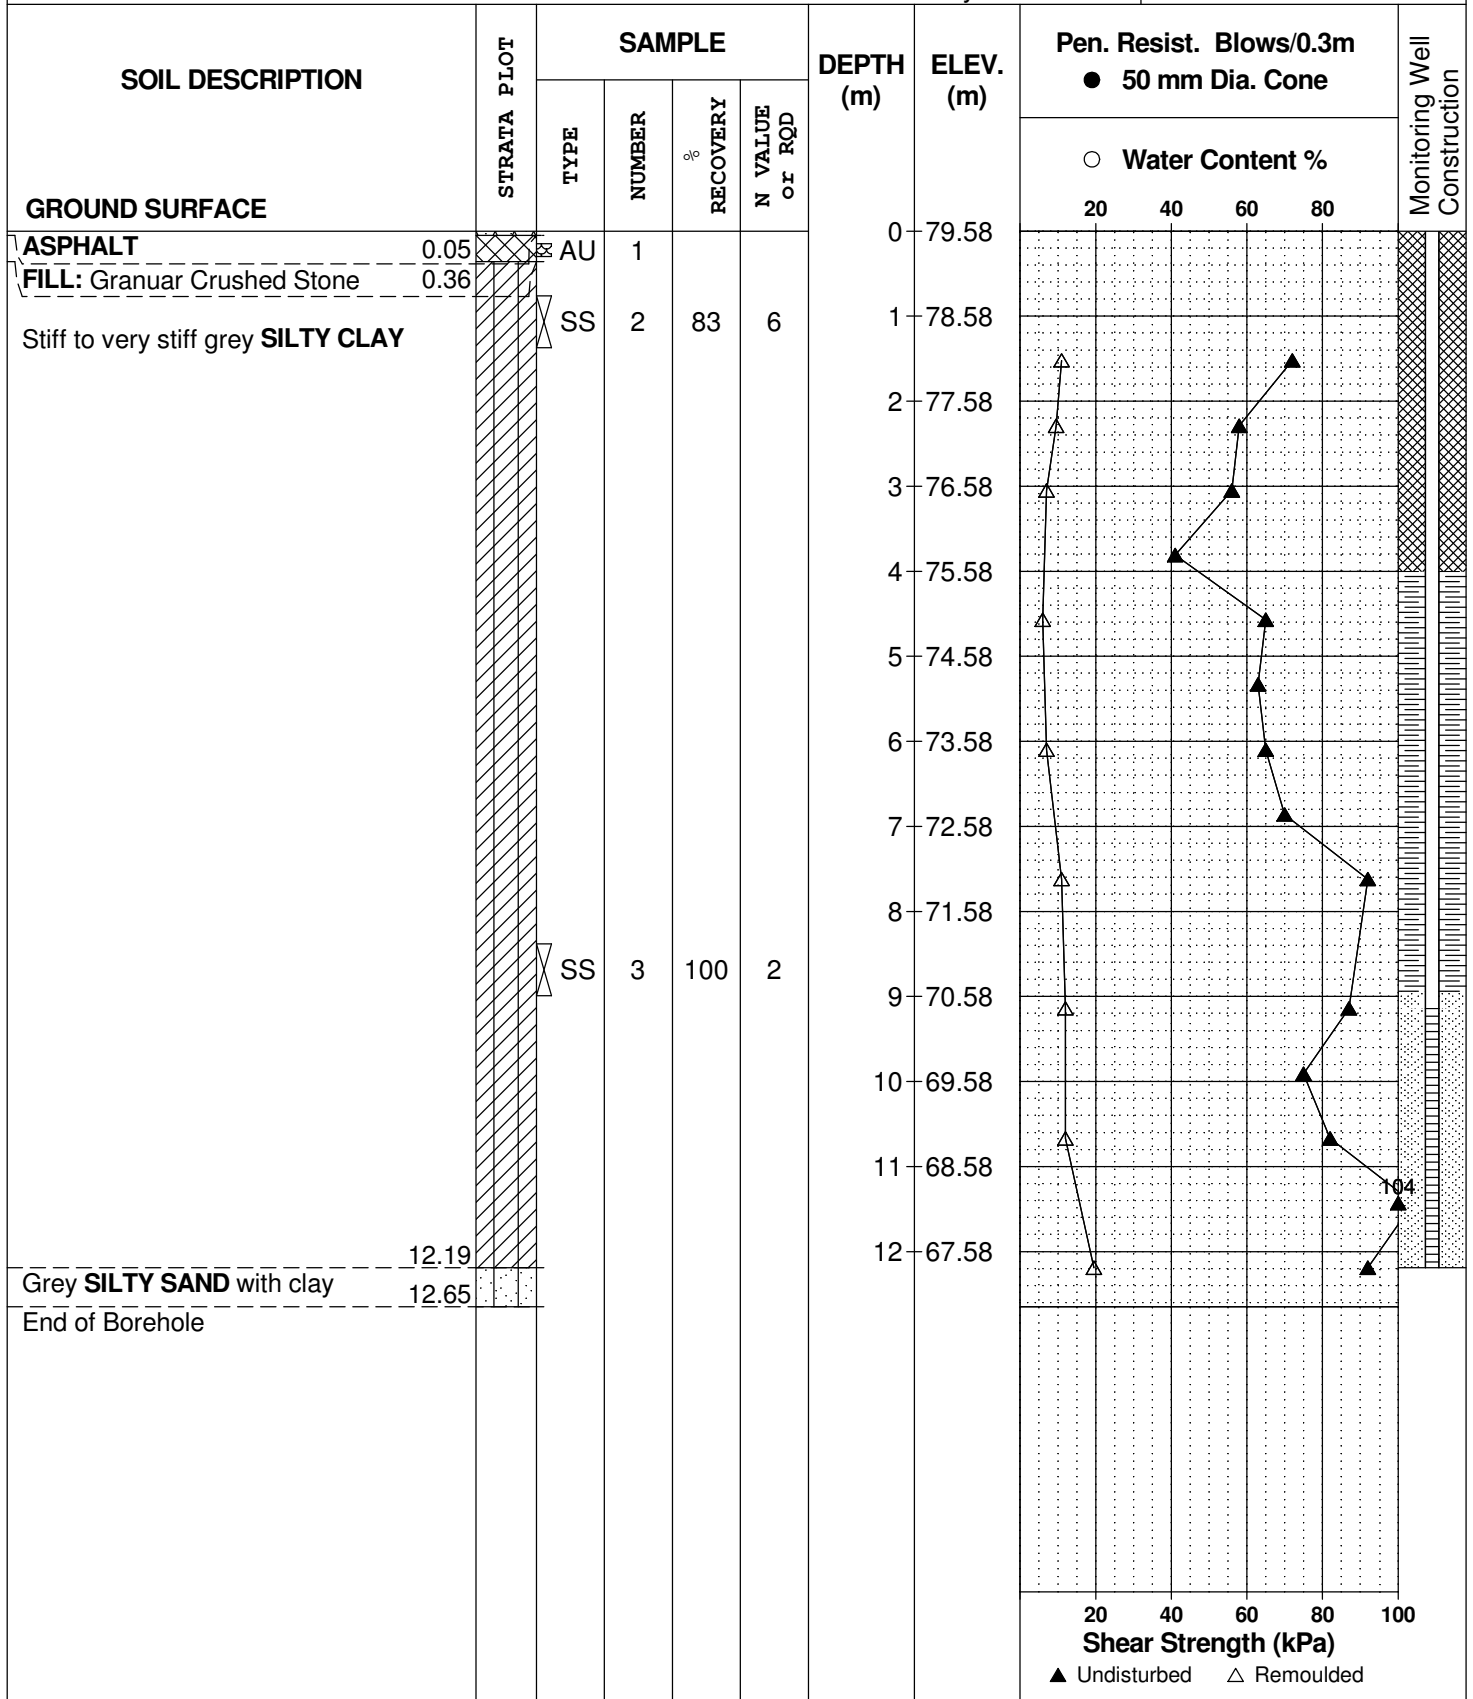 SOIL DESCRIPTION
GROUND SURFACE
STRATA PLOT
SAMPLE
TYPE
NUMBER
% RECOVERY
N VALUE or RQD
DEPTH (m)
ELEV. (m)
Pen. Resist. Blows/0.3m
● 50 mm Dia. Cone
○ Water Content %
20 40 60 80
Monitoring Well Construction
0 79.58
ASPHALT 0.05
AU 1
FILL: Granuar Crushed Stone 0.36
SS 2 83 6
1 78.58
Stiff to very stiff grey SILTY CLAY
2 77.58
3 76.58
4 75.58
5 74.58
6 73.58
7 72.58
8 71.58
SS 3 100 2
9 70.58
10 69.58
11 68.58
104
12 67.58
12.19
Grey SILTY SAND with clay
12.65
End of Borehole
20 40 60 80 100
Shear Strength (kPa)
▲ Undisturbed △ Remoulded